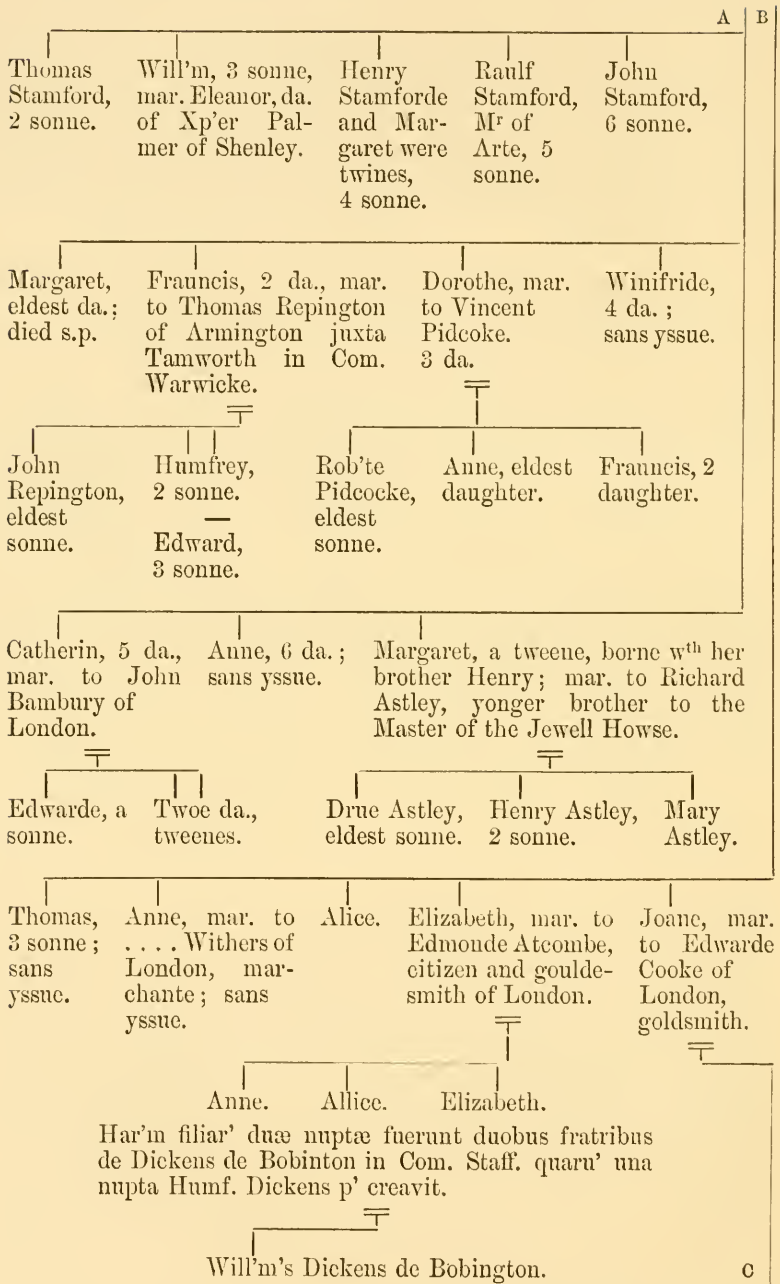 A B
Thomas
Stamford,
2 sonne.
Will'm, 3 sonne,
mar. Eleanor, da.
of Xp'er Pal-
mer of Shenley.
Henry
Stamforde
and Mar-
garet were
twines,
4 sonne.
Raulf
Stamford,
Mr of
Arte, 5
sonne.
John
Stamford,
6 sonne.
Margaret,
eldest da.;
died s.p.
Frauncis, 2 da., mar.
to Thomas Repington
of Armington juxta
Tamworth in Com.
Warwicke.
Dorothe, mar.
to Vincent
Pidcoke.
3 da.
Winifride,
4 da. ;
sans yssue.
John
Repington,
eldest
sonne.
Humfrey,
2 sonne.
—
Edward,
3 sonne.
Rob'te
Pidcocke,
eldest
sonne.
Anne, eldest
daughter.
Frauncis, 2
daughter.
Catherin, 5 da.,
mar. to John
Bambury of
London.
Anne, 6 da. ;
sans yssue.
Margaret, a tweene, borne wth her
brother Henry; mar. to Richard
Astley, yonger brother to the
Master of the Jewell Howse.
Edwarde, a
sonne.
Twoe da.,
tweenes.
Drue Astley,
eldest sonne.
Henry Astley,
2 sonne.
Mary
Astley.
Thomas,
3 sonne ;
sans
yssue.
Anne, mar. to
. . . . Withers of
London, mar-
chante ; sans
yssue.
Alice.
Elizabeth, mar. to
Edmonde Atcombe,
citizen and goulde-
smith of London.
Joane, mar.
to Edwarde
Cooke of
London,
goldsmith.
Anne.
Allice.
Elizabeth.
Har'm filiar' duæ nuptæ fuerunt duobus fratribus
de Dickens de Bobinton in Com. Staff. quaru' una
nupta Humf. Dickens p' creavit.
Will'm's Dickens de Bobington.
C